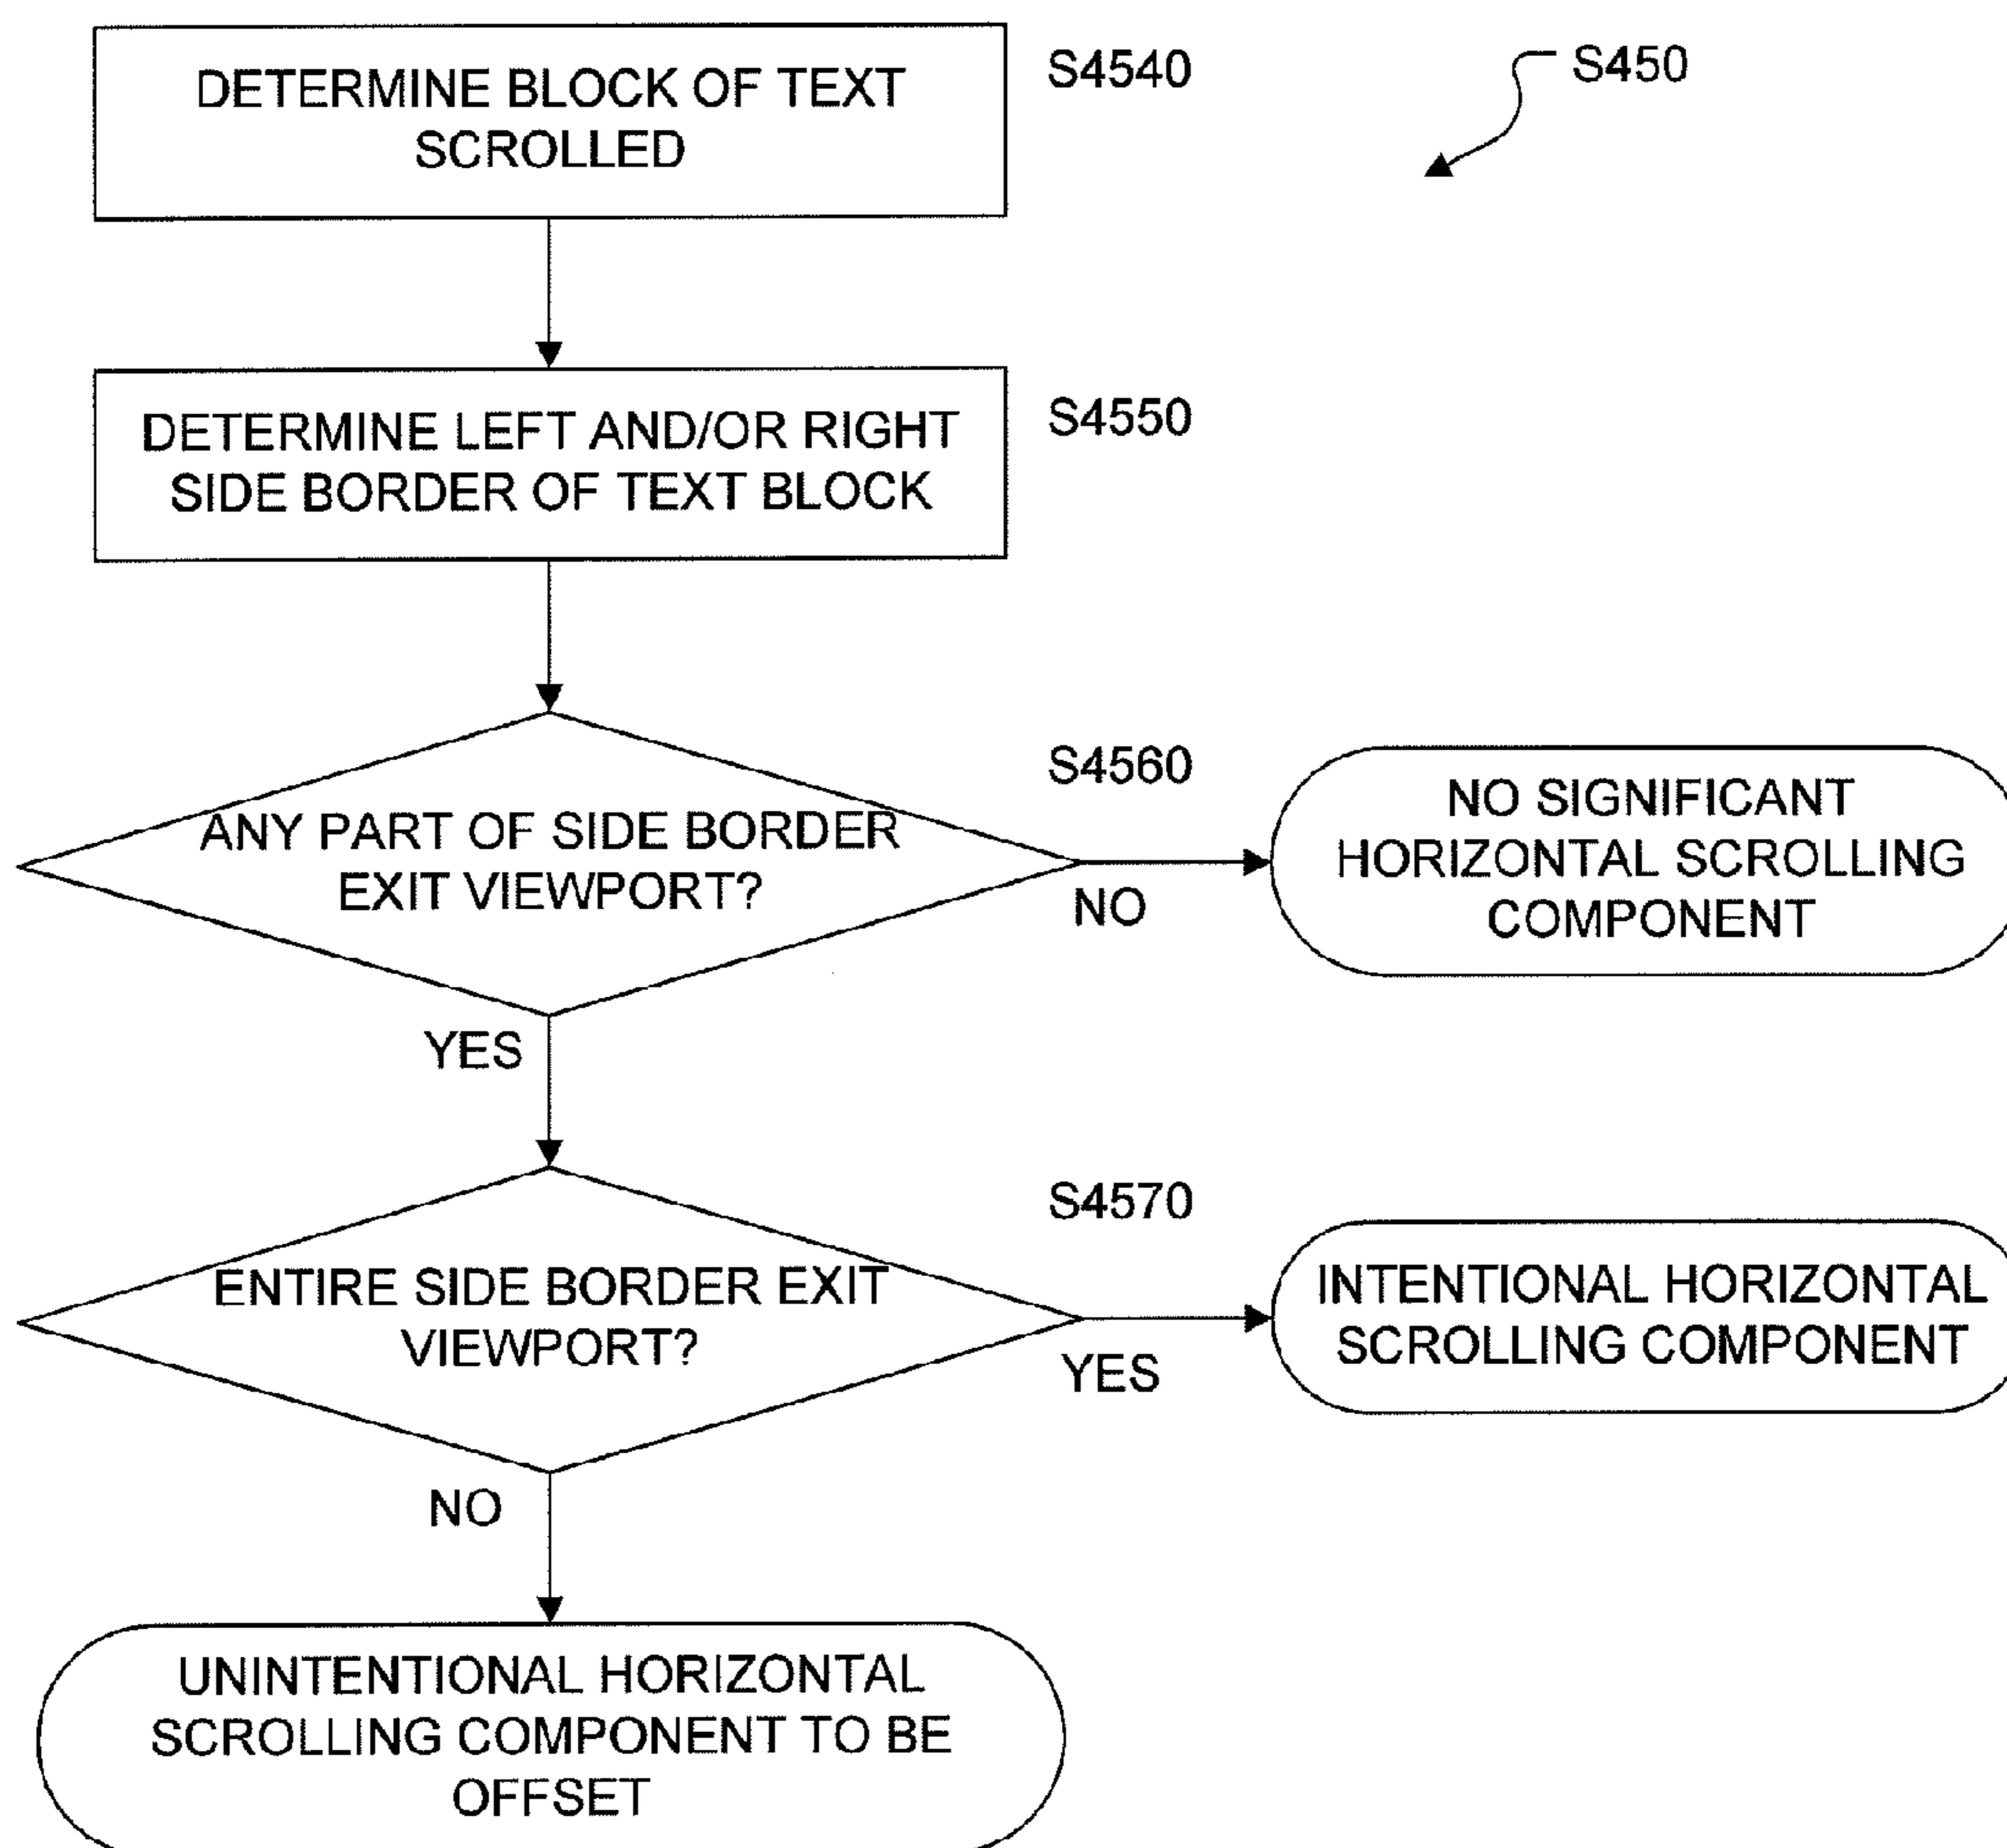 DETERMINE BLOCK OF TEXT
SCROLLED
S4540
S450
DETERMINE LEFT AND/OR RIGHT
SIDE BORDER OF TEXT BLOCK
S4550
ANY PART OF SIDE BORDER
EXIT VIEWPORT?
S4560
NO
NO SIGNIFICANT
HORIZONTAL SCROLLING
COMPONENT
YES
ENTIRE SIDE BORDER EXIT
VIEWPORT?
S4570
YES
INTENTIONAL HORIZONTAL
SCROLLING COMPONENT
NO
UNINTENTIONAL HORIZONTAL
SCROLLING COMPONENT TO BE
OFFSET